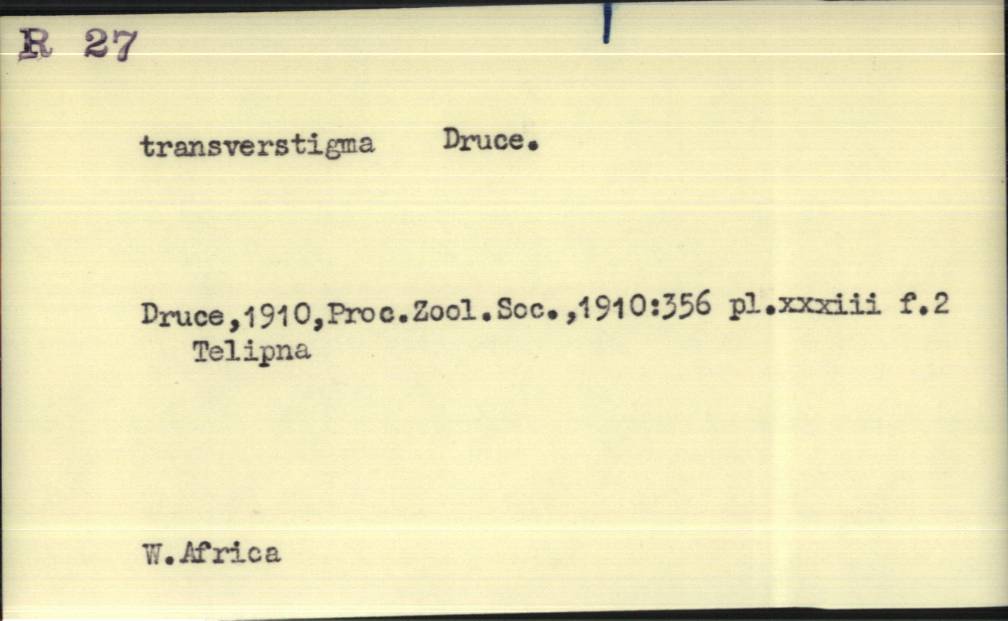 R 27
transverstigma Druce.
Druce,1910,Proc.Zool.Soc.,1910:356 pl.xxxiii f.2
Telipna
W.Africa